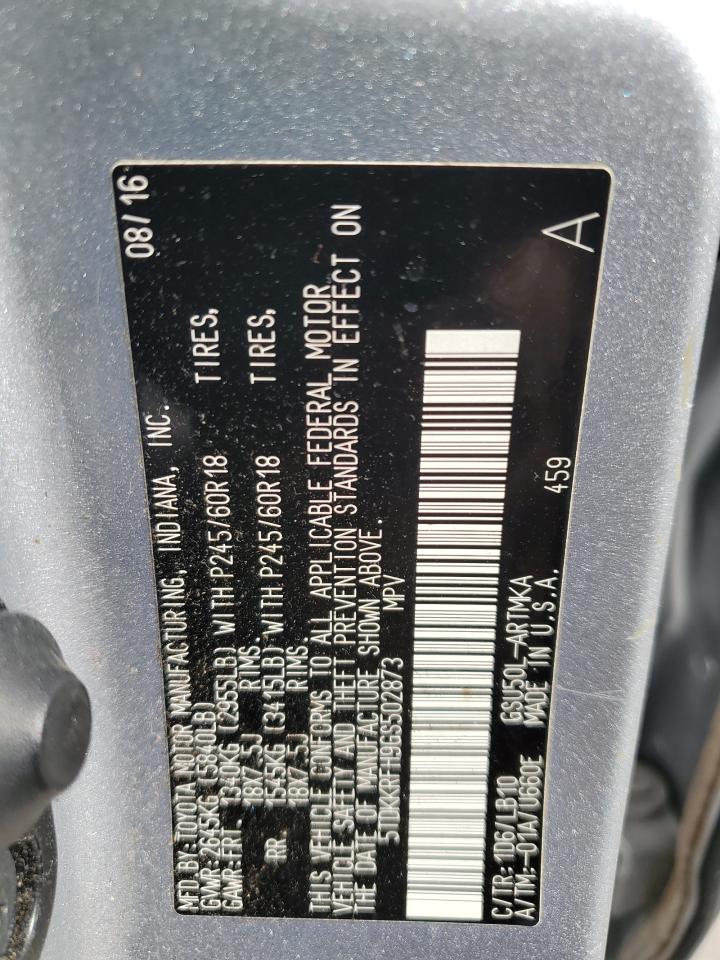 MFD BY: TOYOTA MOTOR MANUFACTURING, INDIANA, INC. 08/16
GVWR 2645KG (5840LB)
GAWR FRT 1340KG (2955LB) WITH P245/60R18 TIRES,
18X7.5J RIMS.
RR 1545KG (3415LB) WITH P245/60R18 TIRES,
18X7.5J RIMS.
THIS VEHICLE CONFORMS TO ALL APPLICABLE FEDERAL MOTOR
VEHICLE SAFETY AND THEFT PREVENTION STANDARDS IN EFFECT ON
THE DATE OF MANUFACTURE SHOWN ABOVE.
5TDKKRFH9GS502873 MPV
C/TR: 1D6/LB10 GSU50L-ARTMKA 459 A
A/TM:-01A/U660E MADE IN U.S.A.